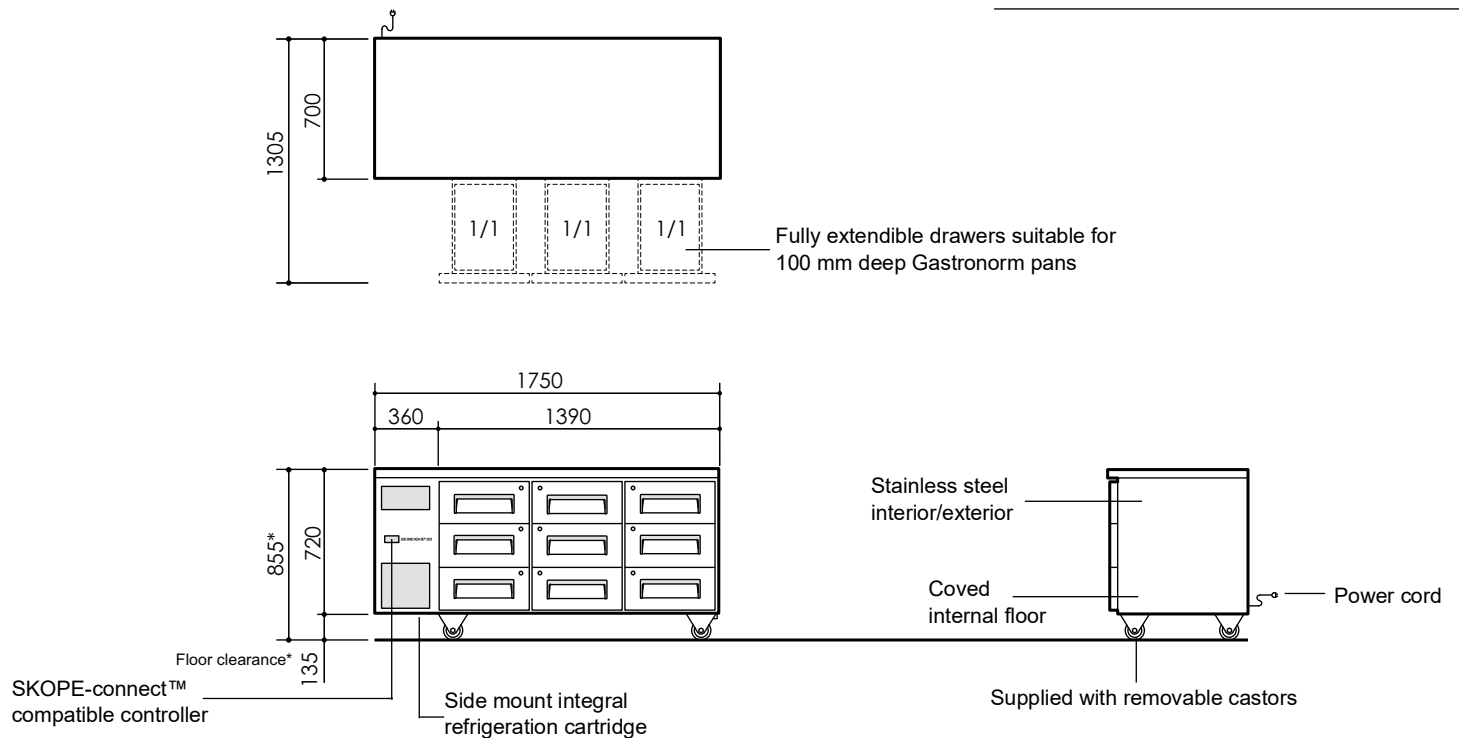 700
1305
1/1
1/1
1/1
Fully extendible drawers suitable for
100 mm deep Gastronorm pans
1750
360
1390
855*
720
SKOPE
Floor clearance*
135
SKOPE-connect™
compatible controller
Side mount integral
refrigeration cartridge
Stainless steel
interior/exterior
Coved
internal floor
Power cord
Supplied with removable castors